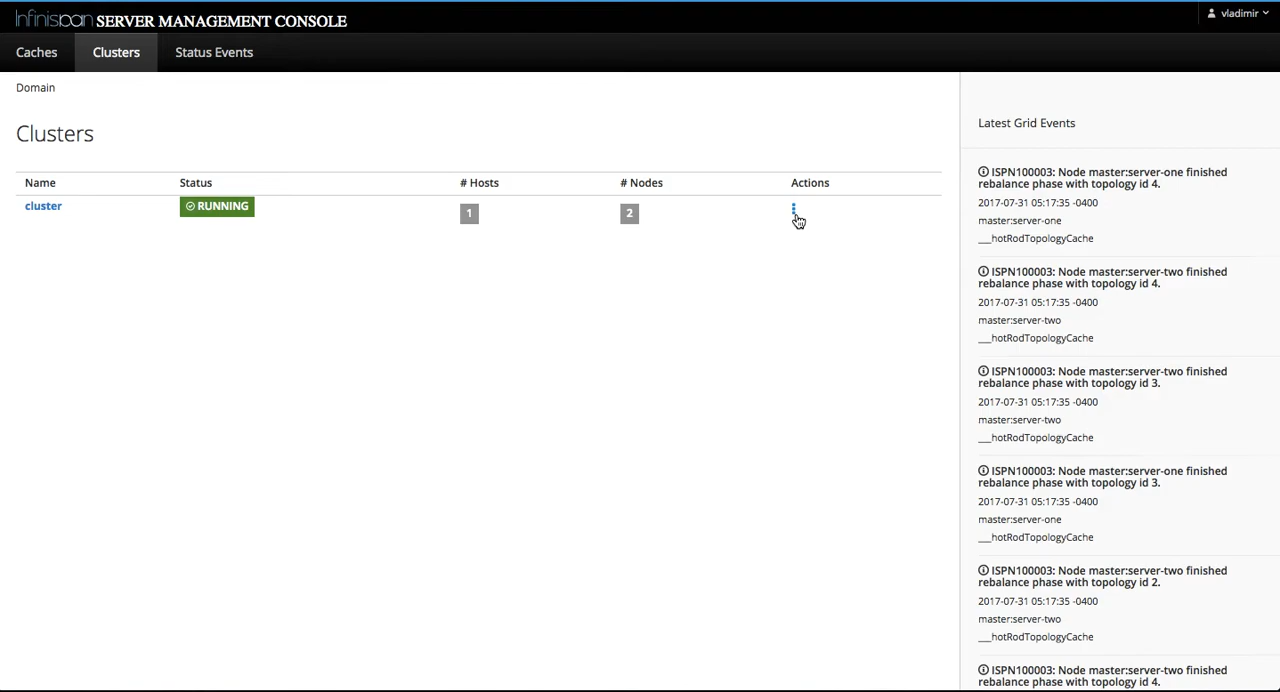 Infinispan SERVER MANAGEMENT CONSOLE
vladimir
Caches Clusters Status Events
Domain
Clusters
Name Status # Hosts # Nodes Actions
cluster RUNNING 1 2
Latest Grid Events
ISPN100003: Node master:server-one finished
rebalance phase with topology id 4.
2017-07-31 05:17:35 -0400
master:server-one
___hotRodTopologyCache
ISPN100003: Node master:server-two finished
rebalance phase with topology id 4.
2017-07-31 05:17:35 -0400
master:server-two
___hotRodTopologyCache
ISPN100003: Node master:server-two finished
rebalance phase with topology id 3.
2017-07-31 05:17:35 -0400
master:server-two
___hotRodTopologyCache
ISPN100003: Node master:server-one finished
rebalance phase with topology id 3.
2017-07-31 05:17:35 -0400
master:server-one
___hotRodTopologyCache
ISPN100003: Node master:server-two finished
rebalance phase with topology id 2.
2017-07-31 05:17:35 -0400
master:server-two
___hotRodTopologyCache
ISPN100003: Node master:server-two finished
rebalance phase with topology id 4.